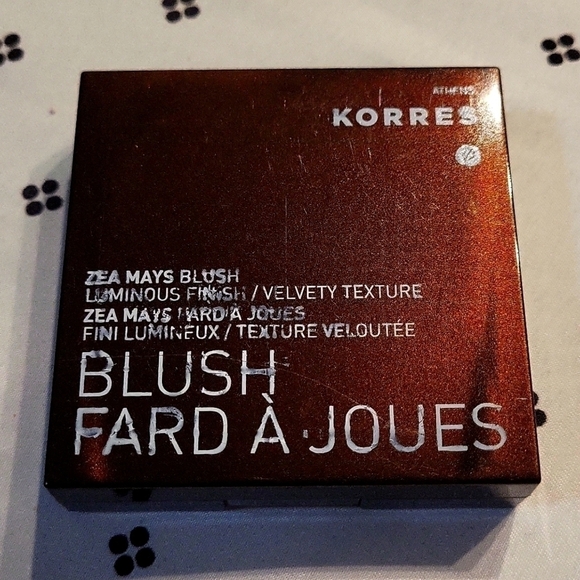 ATHENS
KORRES
ZEA MAYS BLUSH
LUMINOUS FINISH / VELVETY TEXTURE
ZEA MAYS FARD À JOUES
FINI LUMINEUX / TEXTURE VELOUTÉE
BLUSH
FARD À JOUES